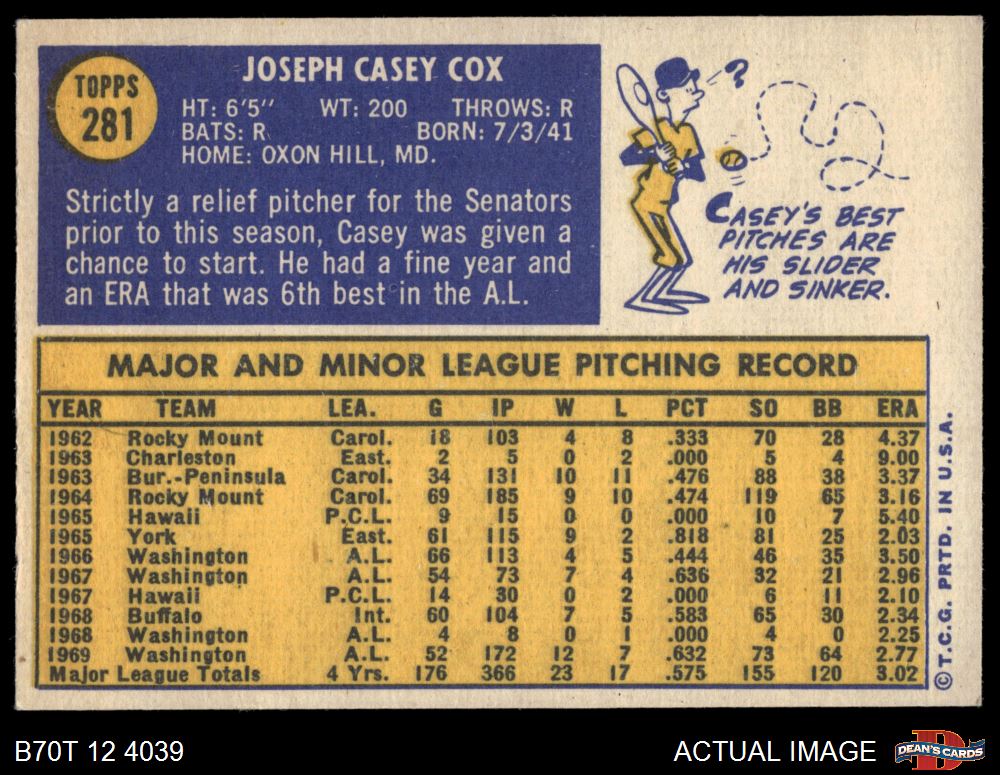 TOPPS
281
JOSEPH CASEY COX
HT: 6'5" WT: 200 THROWS: R
BATS: R BORN: 7/3/41
HOME: OXON HILL, MD.
Strictly a relief pitcher for the Senators
prior to this season, Casey was given a
chance to start. He had a fine year and
an ERA that was 6th best in the A.L.
?
CASEY'S BEST
PITCHES ARE
HIS SLIDER
AND SINKER.
MAJOR AND MINOR LEAGUE PITCHING RECORD
YEAR TEAM LEA. G IP W L PCT SO BB ERA
1962 Rocky Mount Carol. 18 103 4 8 .333 70 28 4.37
1963 Charleston East. 2 5 0 2 .000 5 4 9.00
1963 Bur.-Peninsula Carol. 34 131 10 11 .476 88 38 3.37
1964 Rocky Mount Carol. 69 185 9 10 .474 119 65 3.16
1965 Hawaii P.C.L. 9 15 0 0 .000 10 7 5.40
1965 York East. 61 115 9 2 .818 81 25 2.03
1966 Washington A.L. 66 113 4 5 .444 46 35 3.50
1967 Washington A.L. 54 73 7 4 .636 32 21 2.96
1967 Hawaii P.C.L. 14 30 0 2 .000 6 11 2.10
1968 Buffalo Int. 60 104 7 5 .583 65 30 2.34
1968 Washington A.L. 4 8 0 1 .000 4 0 2.25
1969 Washington A.L. 52 172 12 7 .632 73 64 2.77
Major League Totals 4 Yrs. 176 366 23 17 .575 155 120 3.02
©T.C.G. PRTD. IN U.S.A.
B70T 12 4039
ACTUAL IMAGE
DEAN'S CARDS